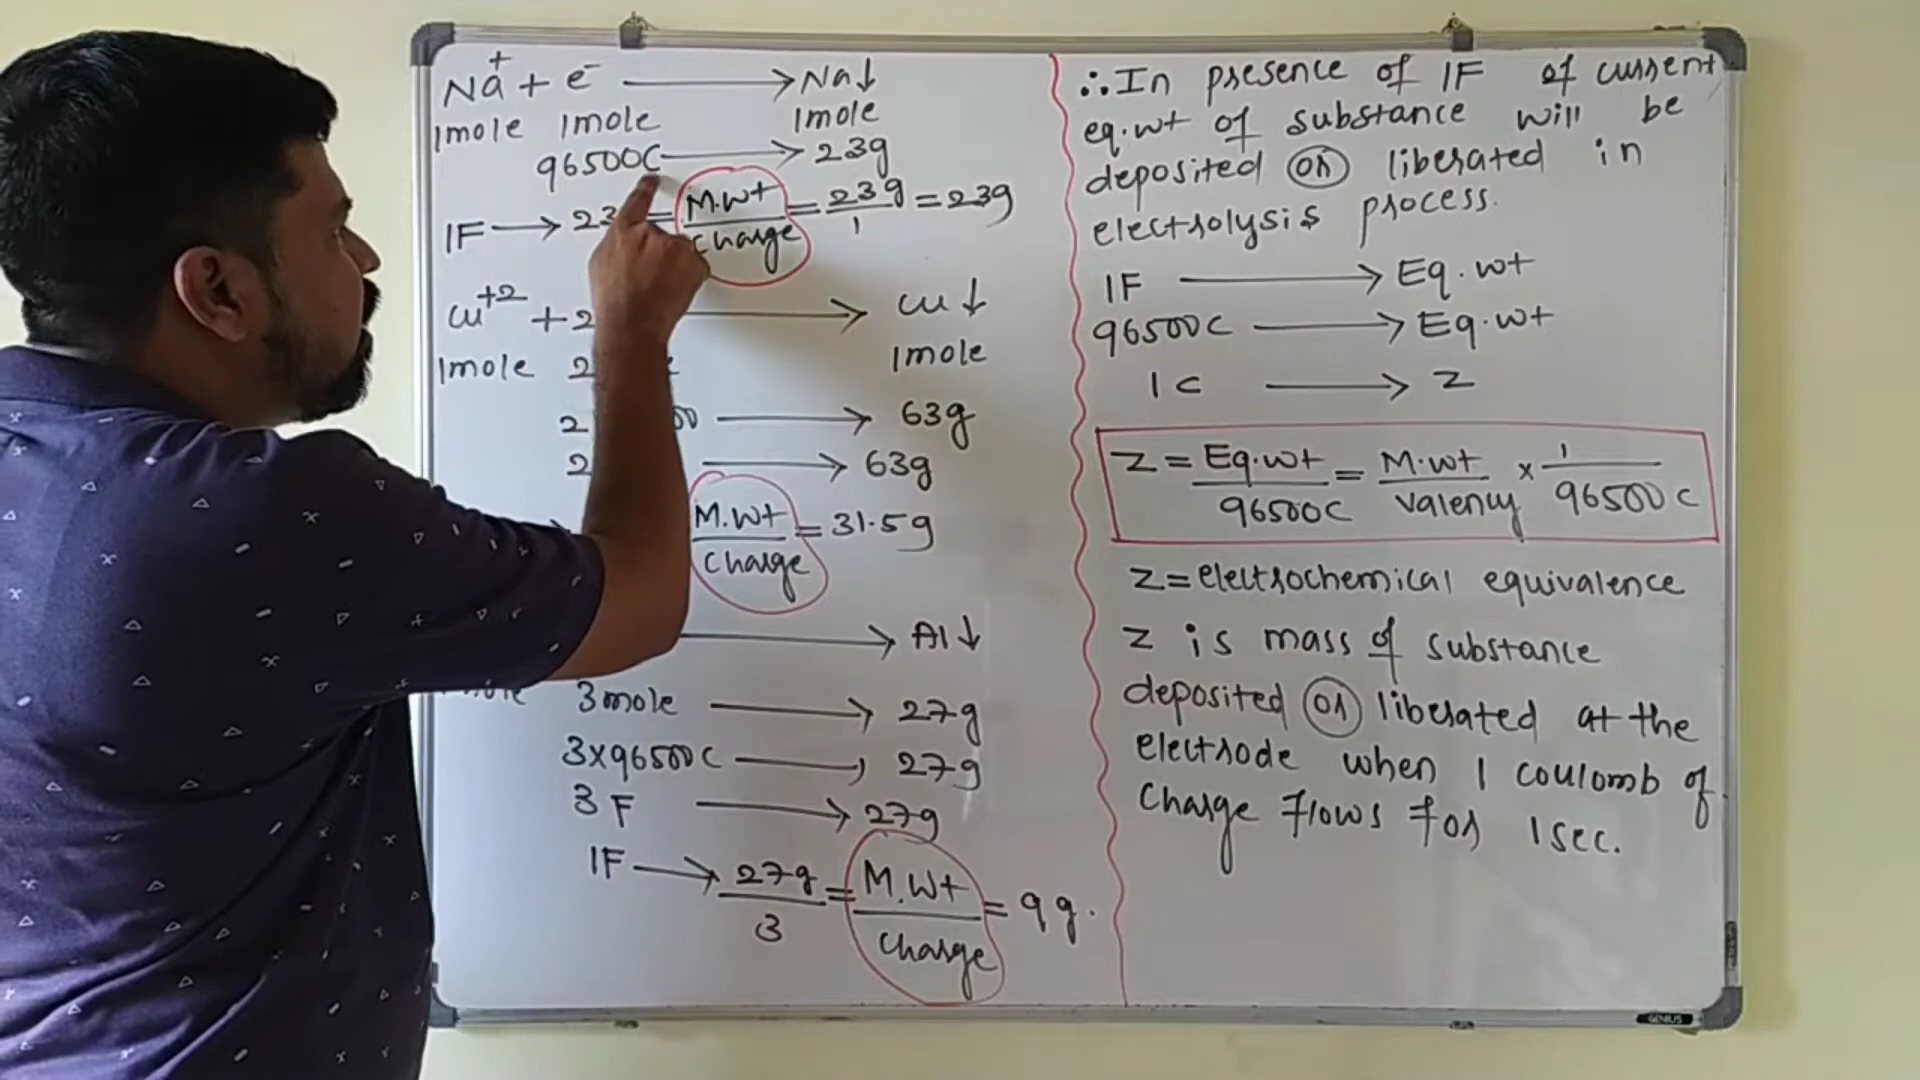 Na⁺ + e⁻ ⟶ Na↓
1mole 1mole 1mole
96500C ⟶ 23g
1F ⟶ 23 = M.wt/charge = 23g/1 = 23g
Cu⁺² + 2 ⟶ Cu↓
1mole 2 1mole
2 ⟶ 63g
2 ⟶ 63g
M.wt/charge = 31.5g
⟶ Al↓
3mole ⟶ 27g
3x96500C ⟶ 27g
3F ⟶ 27g
1F ⟶ 27g/3 = M.Wt/charge = 9g.
∴ In presence of 1F of current
eq.wt of substance will be
deposited or liberated in
electrolysis process.
1F ⟶ Eq.wt
96500C ⟶ Eq.wt
1C ⟶ Z
Z = Eq.wt/96500C = M.wt/valency × 1/96500C
Z = electrochemical equivalence
Z is mass of substance
deposited or liberated at the
electrode when 1 coulomb of
charge flows for 1sec.
GENIUS